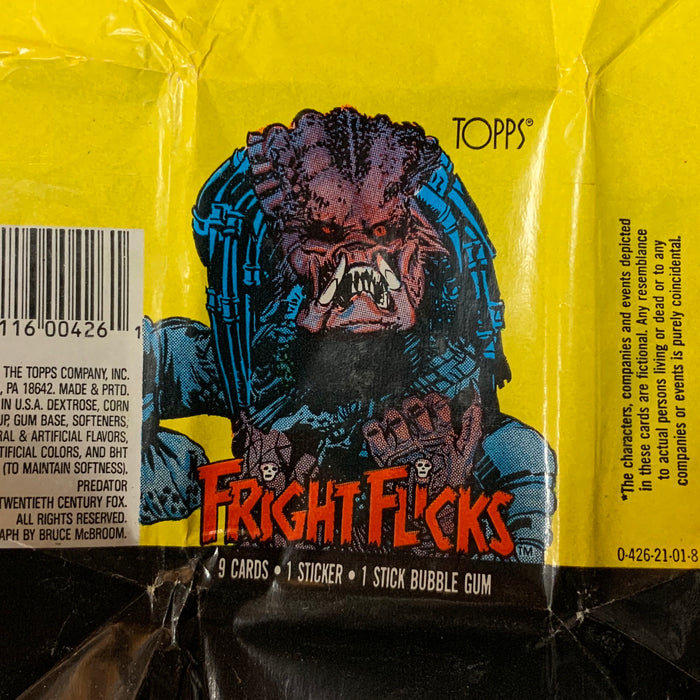 TOPPS®
116 00426 1
THE TOPPS COMPANY, INC.
, PA 18642. MADE & PRTD.
IN U.S.A. DEXTROSE, CORN
UP, GUM BASE, SOFTENERS,
RAL & ARTIFICIAL FLAVORS,
TIFICIAL COLORS, AND BHT
(TO MAINTAIN SOFTNESS).
PREDATOR
TWENTIETH CENTURY FOX.
ALL RIGHTS RESERVED.
APH BY BRUCE McBROOM.
FRIGHT FLICKS TM
9 CARDS • 1 STICKER • 1 STICK BUBBLE GUM
*The characters, companies and events depicted
in these cards are fictional. Any resemblance
to actual persons living or dead or to any
companies or events is purely coincidental.
0-426-21-01-8